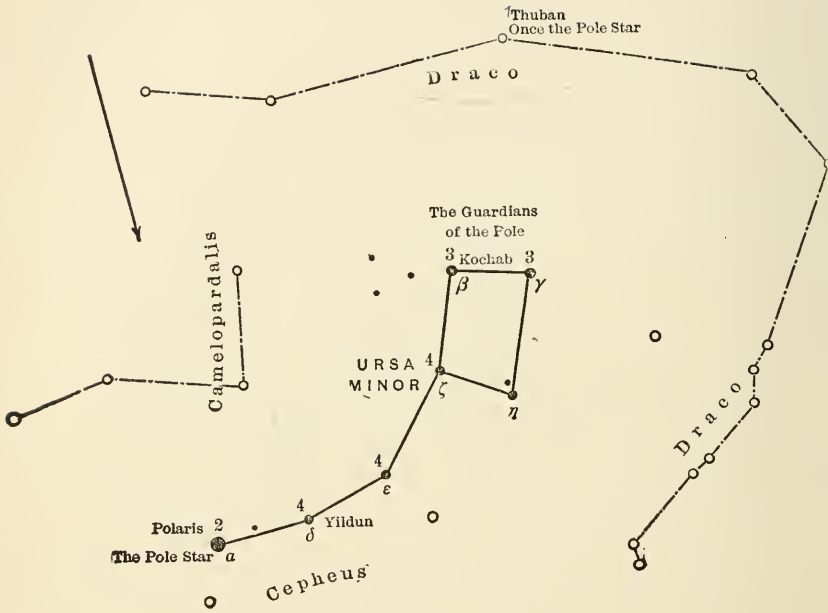 Thuban
Once the Pole Star
Draco
The Guardians
of the Pole
3 Kochab 3
β γ
Camelopardalis
URSA 4
MINOR ζ
η
Draco
4
ε
4
Polaris 2 Yildun
δ
The Pole Star α
Cepheus